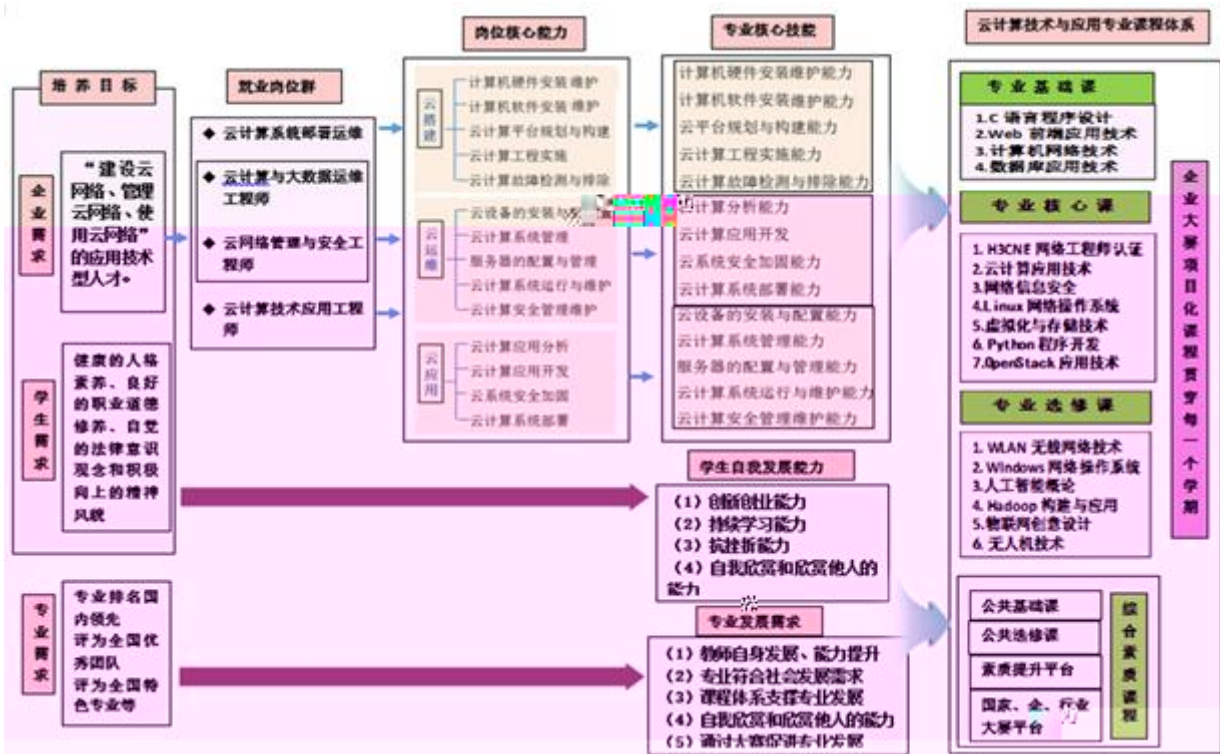 培养目标
企业需求
“建设云
网络、管理
云网络、使
用云网络”
的应用技术
型人才。
学生需求
健康的人格
素养、良好
的职业道德
修养、自觉
的法律意识
观念和积极
向上的精神
风貌
专业需求
专业排名国
内领先
评为全国优
秀团队
评为全国特
色专业等
就业岗位群
◆ 云计算系统部署运维
◆ 云计算与大数据运维
工程师
◆ 云网络管理与安全工
程师
◆ 云计算技术应用工程
师
岗位核心能力
云搭建
计算机硬件安装维护
计算机软件安装维护
云计算平台规划与构建
云计算工程实施
云计算故障检测与排除
云运维
云设备的安装与
云计算系统管理
服务器的配置与管理
云计算系统运行与维护
云计算安全管理维护
云应用
云计算应用分析
云计算应用开发
云系统安全加固
云计算系统部署
专业核心技能
计算机硬件安装维护能力
计算机软件安装维护能力
云平台规划与构建能力
云计算工程实施能力
云计算故障检测与排除能力
计算分析能力
云计算应用开发
云系统安全加固能力
云计算系统部署能力
云设备的安装与配置能力
云计算系统管理能力
服务器的配置与管理能力
云计算系统运行与维护能力
云计算安全管理维护能力
学生自我发展能力
（1）创新创业能力
（2）持续学习能力
（3）抗挫折能力
（4）自我欣赏和欣赏他人的
能力
专业发展需求
（1）教师自身发展、能力提升
（2）专业符合社会发展需求
（3）课程体系支撑专业发展
（4）自我欣赏和欣赏他人的能力
（5）通过大赛促进专业发展
云计算技术与应用专业课程体系
专业基础课
1.C 语言程序设计
2.Web 前端应用技术
3.计算机网络技术
4.数据库应用技术
专业核心课
1. H3CNE 网络工程师认证
2.云计算应用技术
3.网络信息安全
4.Linux 网络操作系统
5.虚拟化与存储技术
6. Python 程序开发
7.OpenStack 应用技术
专业选修课
1. WLAN 无线网络技术
2. Windows 网络操作系统
3.人工智能概论
4. Hadoop 构建与应用
5.物联网创意设计
6. 无人机技术
企业大赛项目化课程贯穿每一个学期
公共基础课
公共选修课
素质提升平台
国家、企、行业
大赛平台
综合素质课程